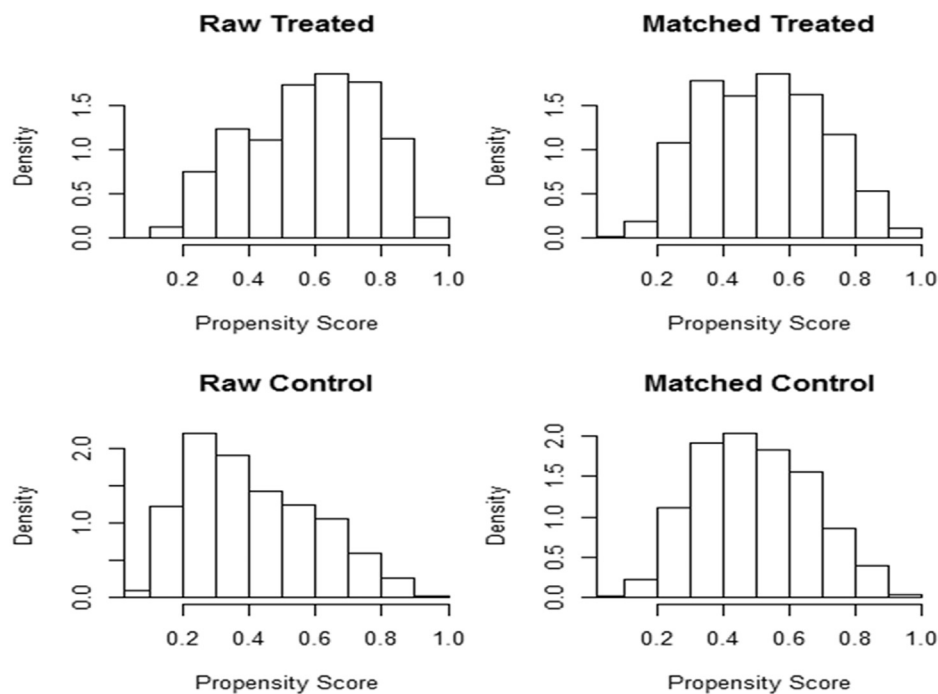 Raw Treated
Density
0.0 0.5 1.0 1.5
0.2 0.4 0.6 0.8 1.0
Propensity Score
Matched Treated
Density
0.0 0.5 1.0 1.5
0.2 0.4 0.6 0.8 1.0
Propensity Score
Raw Control
Density
0.0 1.0 2.0
0.2 0.4 0.6 0.8 1.0
Propensity Score
Matched Control
Density
0.0 0.5 1.0 1.5 2.0
0.2 0.4 0.6 0.8 1.0
Propensity Score